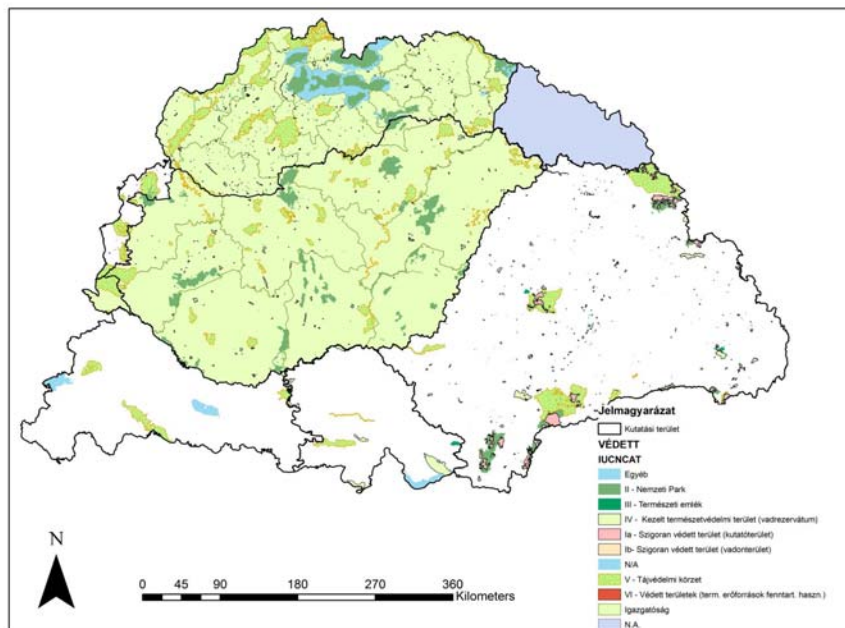 Jelmagyarázat
Kutatási terület
VÉDETT
IUCNCAT
Egyéb
II - Nemzeti Park
III - Természeti emlék
IV - Kezelt természetvédelmi terület (vadrezervátum)
Ia - Szigoran védett terület (kutatóterület)
Ib- Szigoran védett terület (vadonterület)
N/A
V - Tájvédelmi körzet
VI - Védett területek (term. erőforrások fenntart. haszn.)
Igazgatóság
N.A.
N
0 45 90 180 270 360
Kilometers